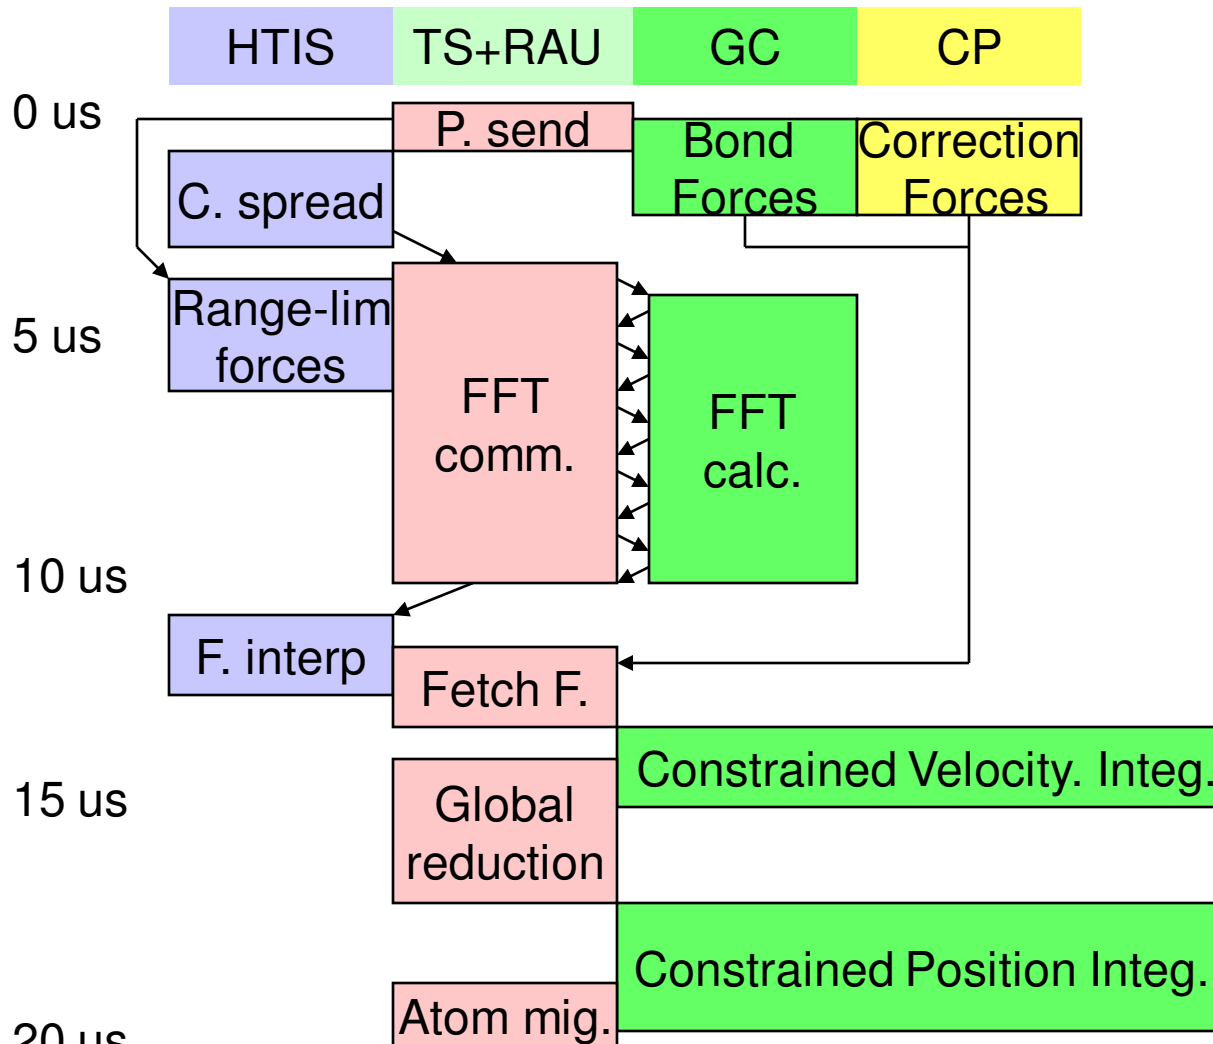 HTIS TS+RAU GC CP
0 us
P. send
Bond
Forces
Correction
Forces
C. spread
Range-lim
forces
5 us
FFT
comm.
FFT
calc.
10 us
F. interp
Fetch F.
Constrained Velocity. Integ.
15 us
Global
reduction
Constrained Position Integ.
Atom mig.
20 us